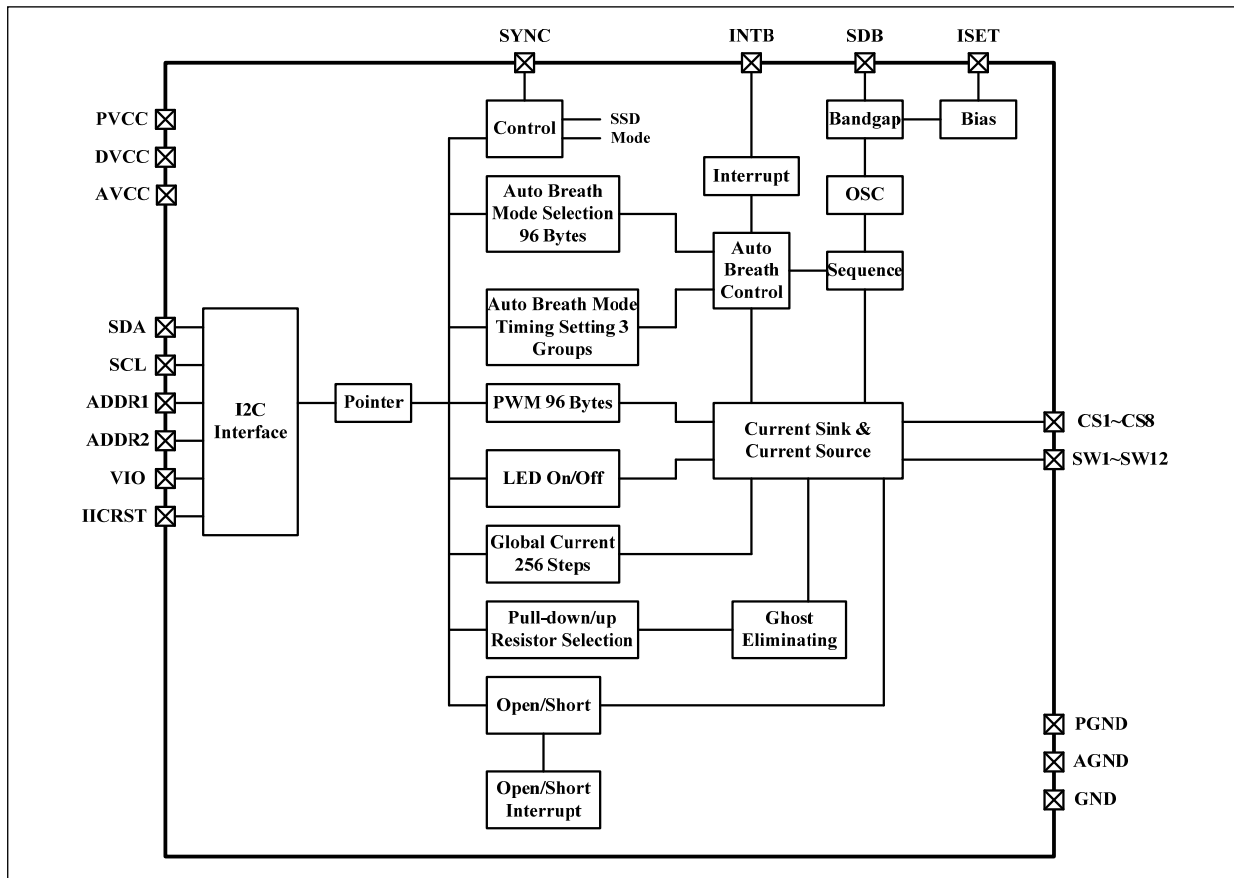 SYNC
INTB
SDB
ISET
PVCC
DVCC
AVCC
Control
SSD
Mode
Bandgap
Bias
Interrupt
OSC
Auto Breath
Mode Selection
96 Bytes
Auto
Breath
Control
Sequence
Auto Breath Mode
Timing Setting 3
Groups
SDA
SCL
ADDR1
ADDR2
VIO
IICRST
I2C
Interface
Pointer
PWM 96 Bytes
Current Sink &
Current Source
CS1~CS8
SW1~SW12
LED On/Off
Global Current
256 Steps
Pull-down/up
Resistor Selection
Ghost
Eliminating
Open/Short
Open/Short
Interrupt
PGND
AGND
GND